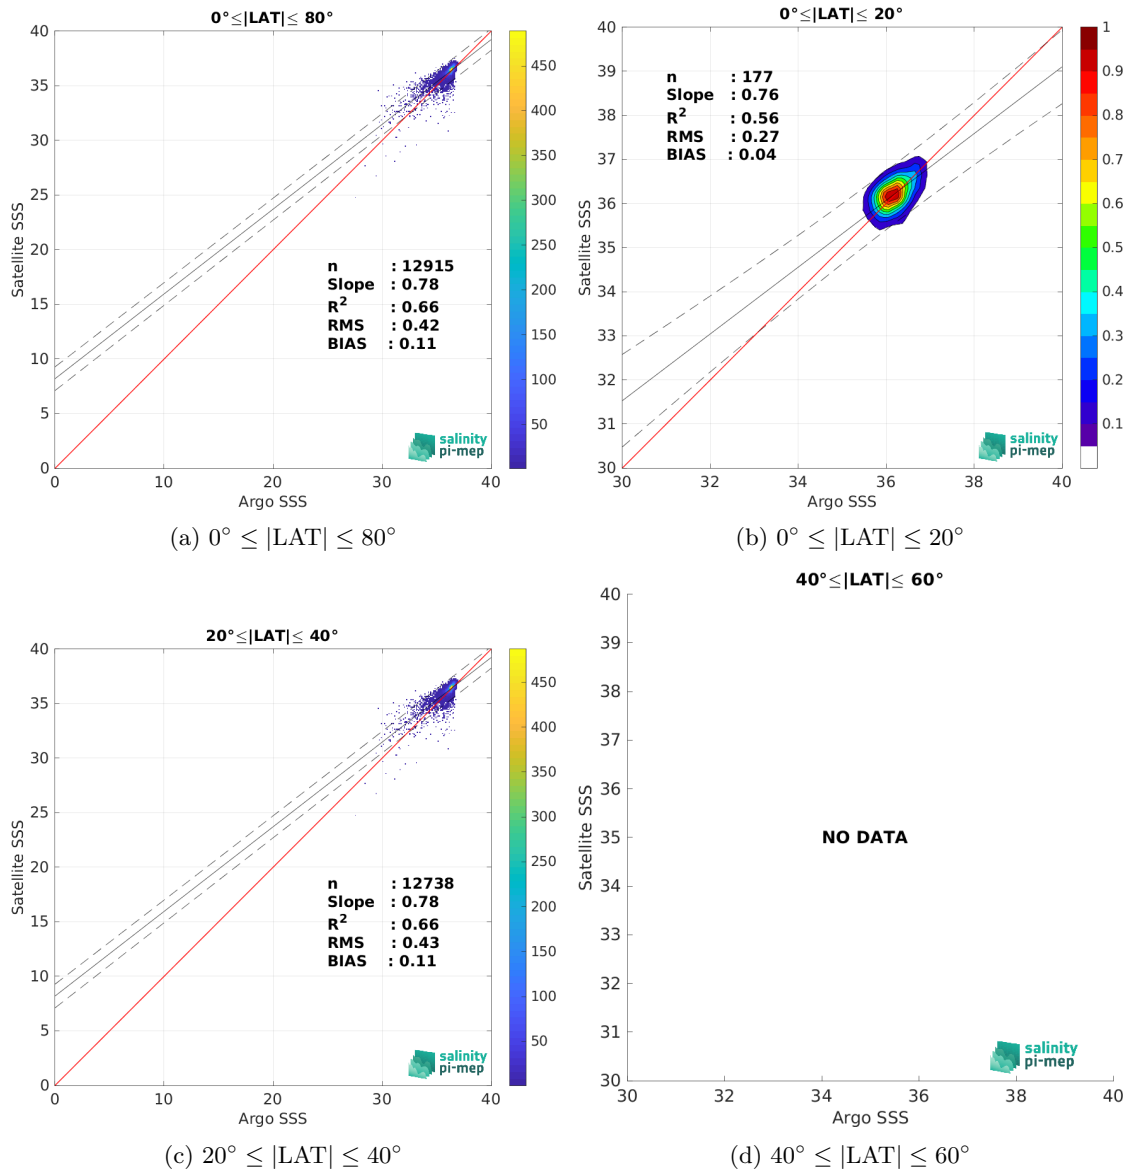 0°≤|LAT|≤ 80°
40
35
30
25
20
15
10
5
0
0
10
20
30
40
Satellite SSS
Argo SSS
n : 12915
Slope : 0.78
R² : 0.66
RMS : 0.42
BIAS : 0.11
450
400
350
300
250
200
150
100
50
salinity
pi-mep
(a) 0° ≤ |LAT| ≤ 80°
0°≤|LAT|≤ 20°
40
39
38
37
36
35
34
33
32
31
30
30
32
34
36
38
40
Satellite SSS
Argo SSS
n : 177
Slope : 0.76
R² : 0.56
RMS : 0.27
BIAS : 0.04
1
0.9
0.8
0.7
0.6
0.5
0.4
0.3
0.2
0.1
salinity
pi-mep
(b) 0° ≤ |LAT| ≤ 20°
20°≤|LAT|≤ 40°
40
35
30
25
20
15
10
5
0
0
10
20
30
40
Satellite SSS
Argo SSS
n : 12738
Slope : 0.78
R² : 0.66
RMS : 0.43
BIAS : 0.11
450
400
350
300
250
200
150
100
50
salinity
pi-mep
(c) 20° ≤ |LAT| ≤ 40°
40°≤|LAT|≤ 60°
40
39
38
37
36
35
34
33
32
31
30
30
32
34
36
38
40
Satellite SSS
Argo SSS
NO DATA
salinity
pi-mep
(d) 40° ≤ |LAT| ≤ 60°